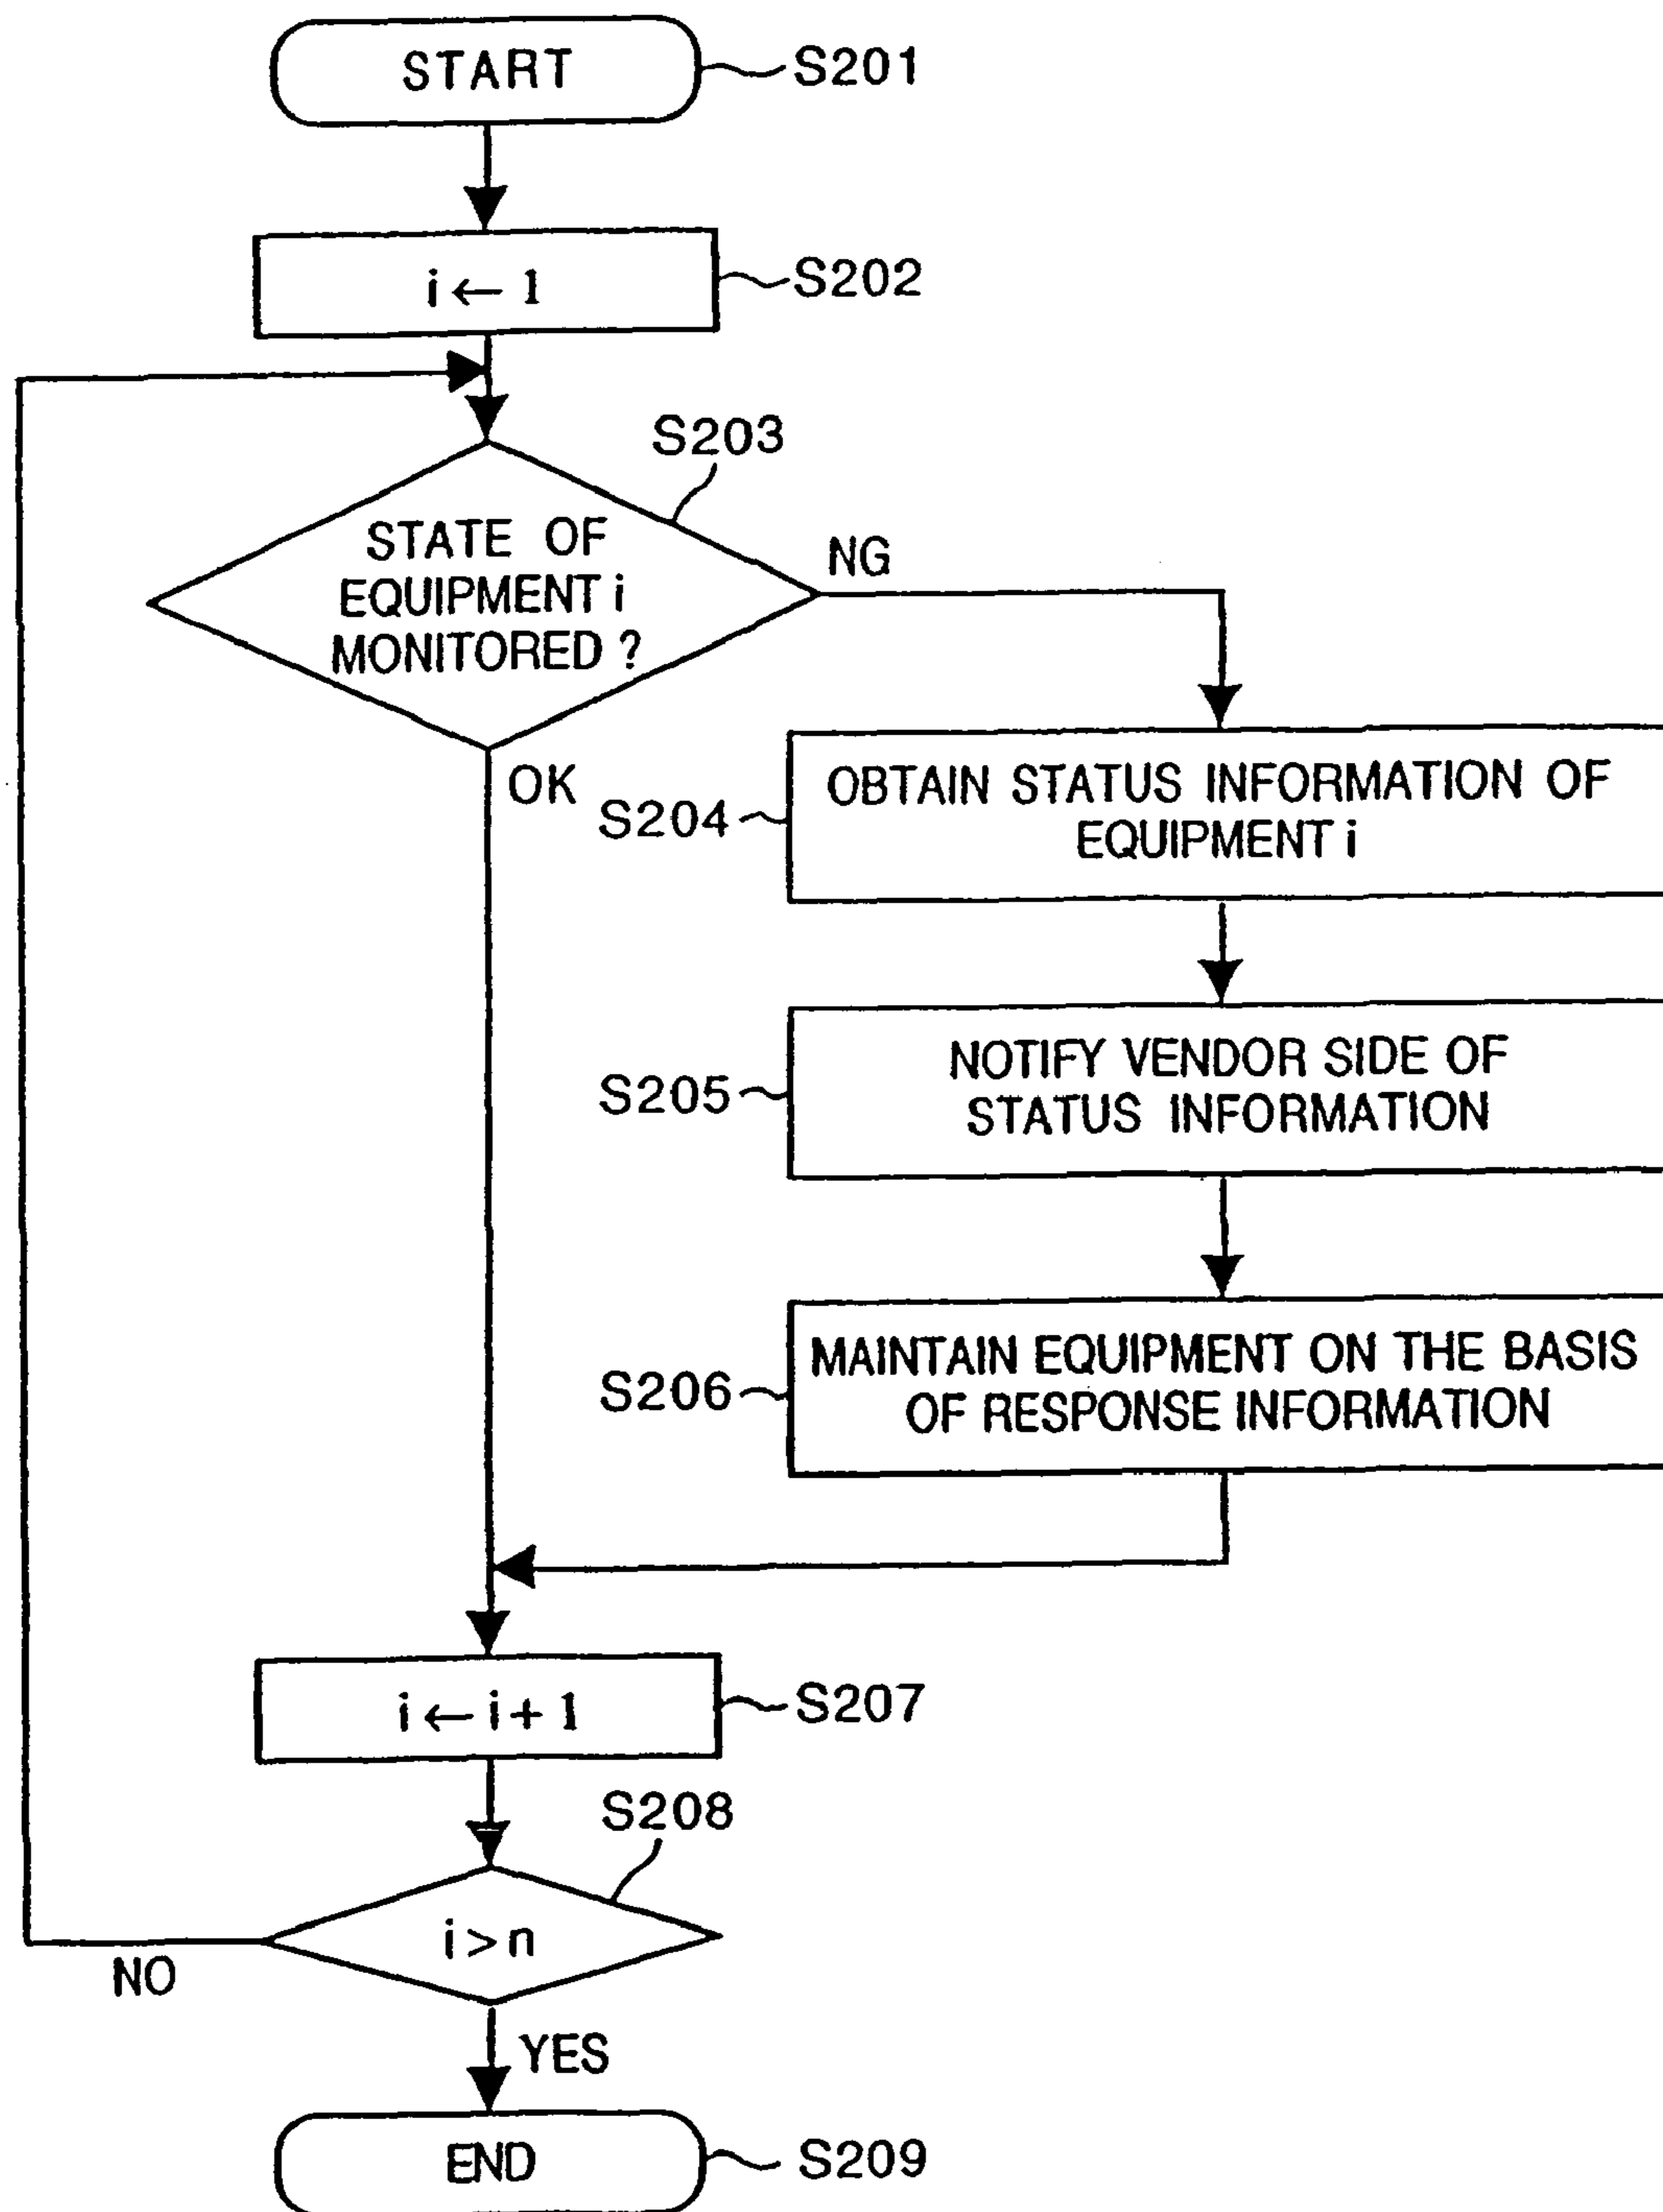 START
S201
i ← 1
S202
S203
STATE OF
EQUIPMENT i
MONITORED ?
NG
OK
S204
OBTAIN STATUS INFORMATION OF
EQUIPMENT i
S205
NOTIFY VENDOR SIDE OF
STATUS INFORMATION
S206
MAINTAIN EQUIPMENT ON THE BASIS
OF RESPONSE INFORMATION
i ← i + 1
S207
S208
i > n
NO
YES
END
S209